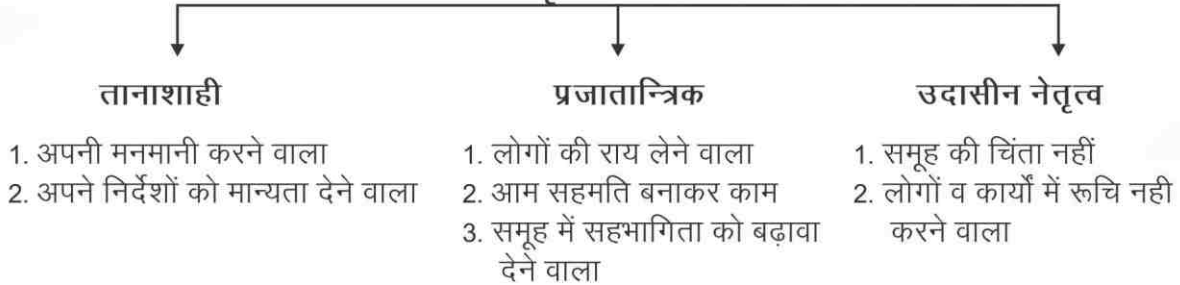 तानाशाही
1. अपनी मनमानी करने वाला
2. अपने निर्देशों को मान्यता देने वाला
प्रजातान्त्रिक
1. लोगों की राय लेने वाला
2. आम सहमति बनाकर काम
3. समूह में सहभागिता को बढ़ावा
देने वाला
उदासीन नेतृत्व
1. समूह की चिंता नहीं
2. लोगों व कार्यों में रूचि नही
करने वाला